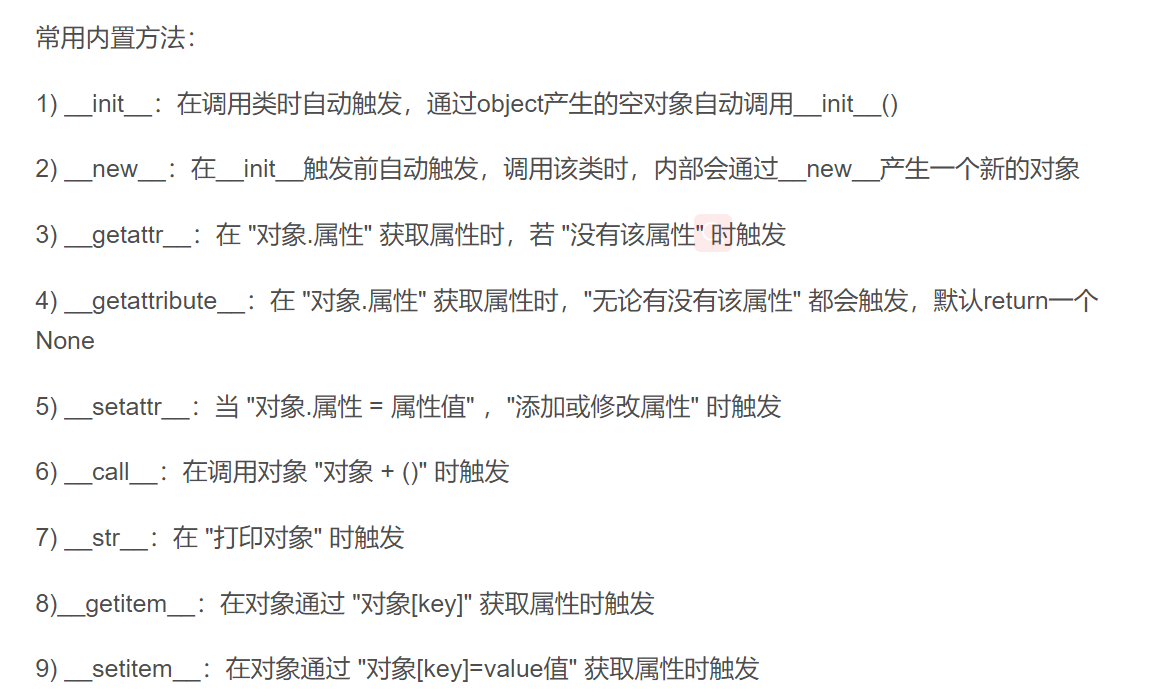 常用内置方法：
1) __init__：在调用类时自动触发，通过object产生的空对象自动调用__init__()
2) __new__：在__init__触发前自动触发，调用该类时，内部会通过__new__产生一个新的对象
3) __getattr__：在 "对象.属性" 获取属性时，若 "没有该属性" 时触发
4) __getattribute__：在 "对象.属性" 获取属性时，"无论有没有该属性" 都会触发，默认return一个
None
5) __setattr__：当 "对象.属性 = 属性值" ，"添加或修改属性" 时触发
6) __call__：在调用对象 "对象 + ()" 时触发
7) __str__：在 "打印对象" 时触发
8)__getitem__：在对象通过 "对象[key]" 获取属性时触发
9) __setitem__：在对象通过 "对象[key]=value值" 获取属性时触发